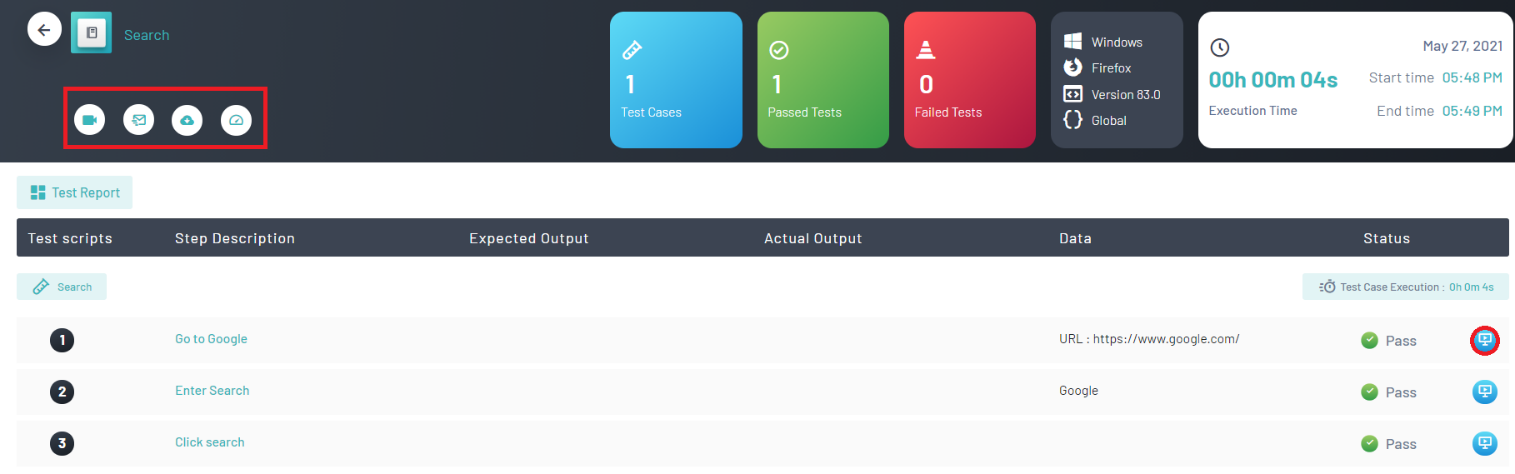 Search
1
Test Cases
1
Passed Tests
0
Failed Tests
Windows
Firefox
Version 83.0
Global
May 27, 2021
00h 00m 04s
Start time 05:48 PM
Execution Time
End time 05:49 PM
Test Report
Test scripts Step Description Expected Output Actual Output Data Status
Search Test Case Execution : 0h 0m 4s
1 Go to Google URL : https://www.google.com/ Pass
2 Enter Search Google Pass
3 Click search Pass